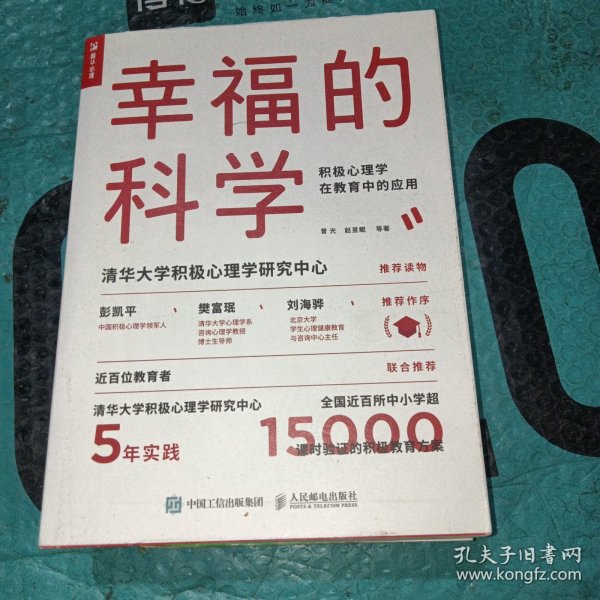 始终如一方
智华心理
幸福的
科学
积极心理学
在教育中的应用
曾光 赵昱鲲 等著
清华大学积极心理学研究中心 推荐读物
彭凯平 樊富珉 刘海骅 推荐作序
中国积极心理学领军人 清华大学心理学系 北京大学
咨询心理学教授 学生心理健康教育
博士生导师 与咨询中心主任
近百位教育者 联合推荐
清华大学积极心理学研究中心 全国近百所中小学超
5年实践 15000
课时验证的积极教育方案
中国工信出版集团 人民邮电出版社
POSTS & TELECOM PRESS
孔夫子旧书网
www.kongfz.com